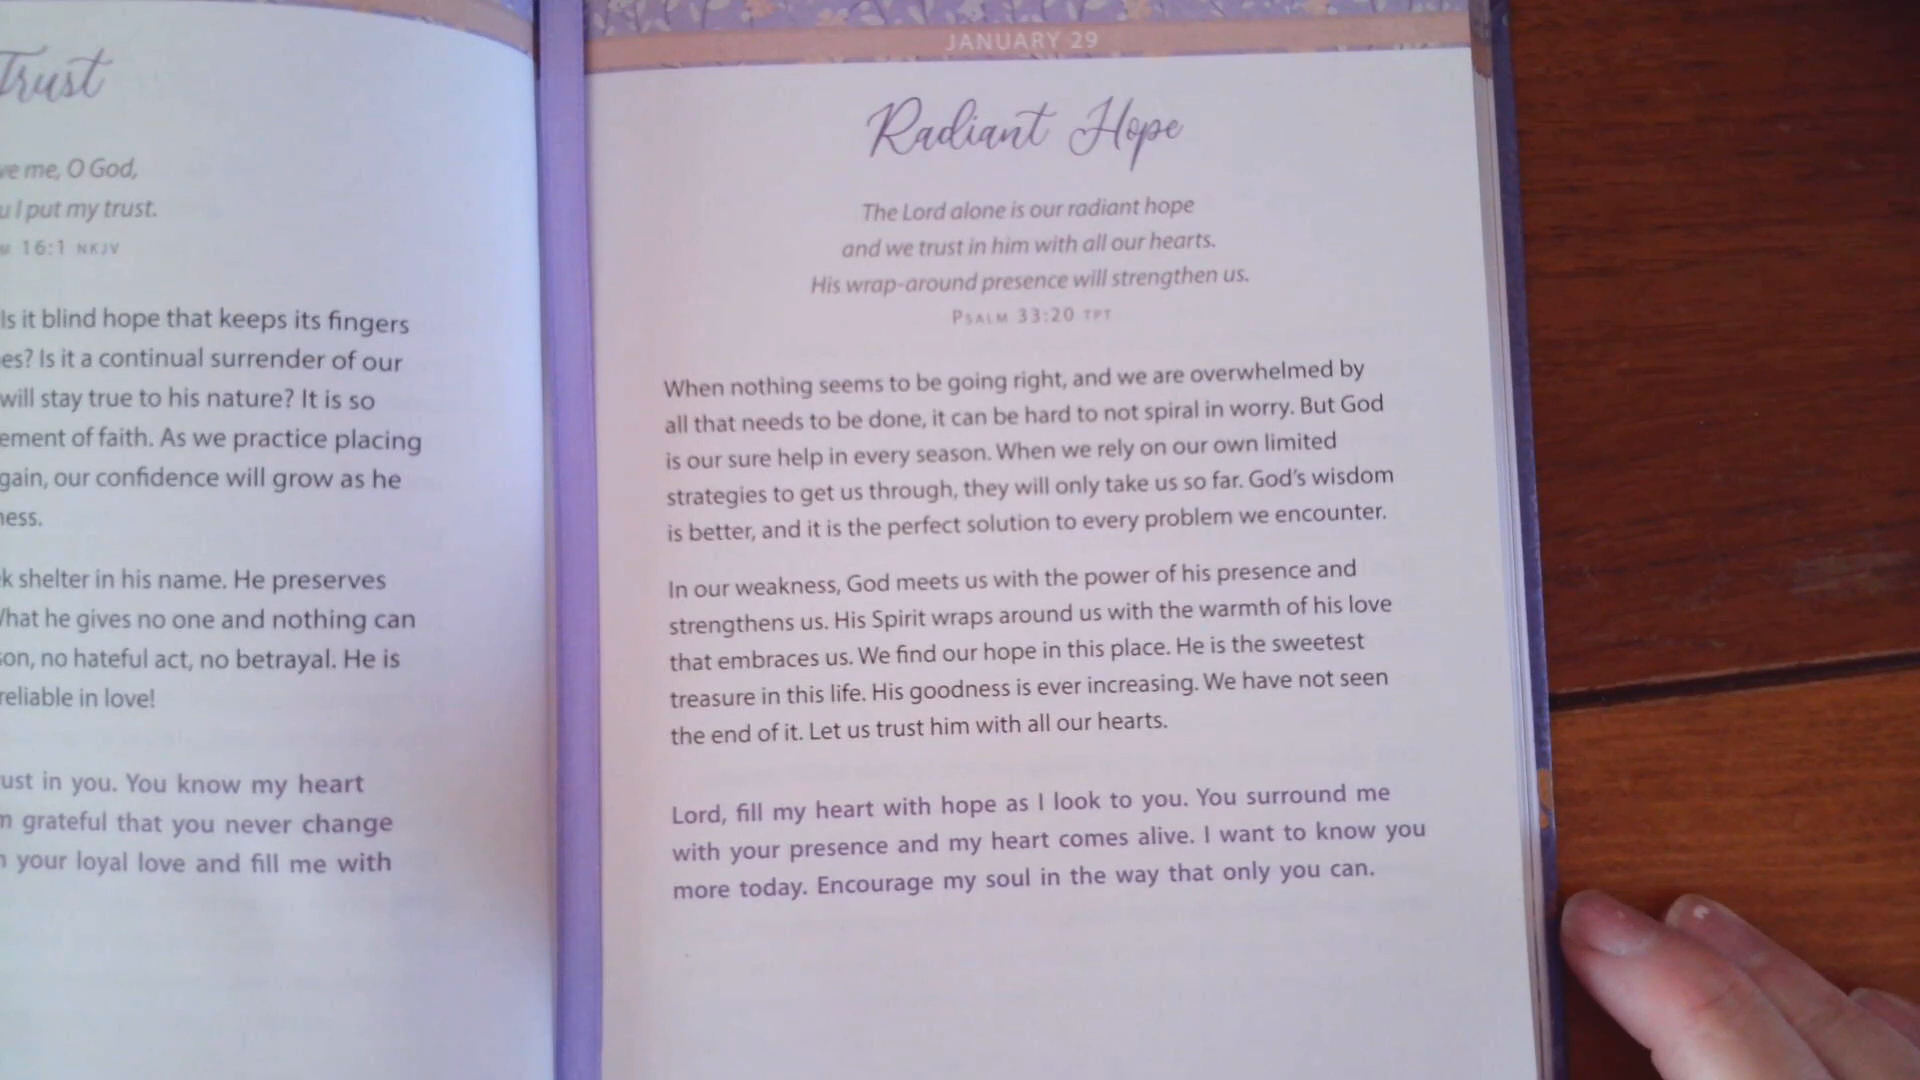 Trust
me, O God,
I put my trust.
16:1 NKJV
Is it blind hope that keeps its fingers
Is it a continual surrender of our
will stay true to his nature? It is so
of faith. As we practice placing
our confidence will grow as he
shelter in his name. He preserves
he gives no one and nothing can
no hateful act, no betrayal. He is
reliable in love!
in you. You know my heart
grateful that you never change
your loyal love and fill me with
JANUARY 29
Radiant Hope
The Lord alone is our radiant hope
and we trust in him with all our hearts.
His wrap-around presence will strengthen us.
PSALM 33:20 TPT
When nothing seems to be going right, and we are overwhelmed by
all that needs to be done, it can be hard to not spiral in worry. But God
is our sure help in every season. When we rely on our own limited
strategies to get us through, they will only take us so far. God's wisdom
is better, and it is the perfect solution to every problem we encounter.
In our weakness, God meets us with the power of his presence and
strengthens us. His Spirit wraps around us with the warmth of his love
that embraces us. We find our hope in this place. He is the sweetest
treasure in this life. His goodness is ever increasing. We have not seen
the end of it. Let us trust him with all our hearts.
Lord, fill my heart with hope as I look to you. You surround me
with your presence and my heart comes alive. I want to know you
more today. Encourage my soul in the way that only you can.